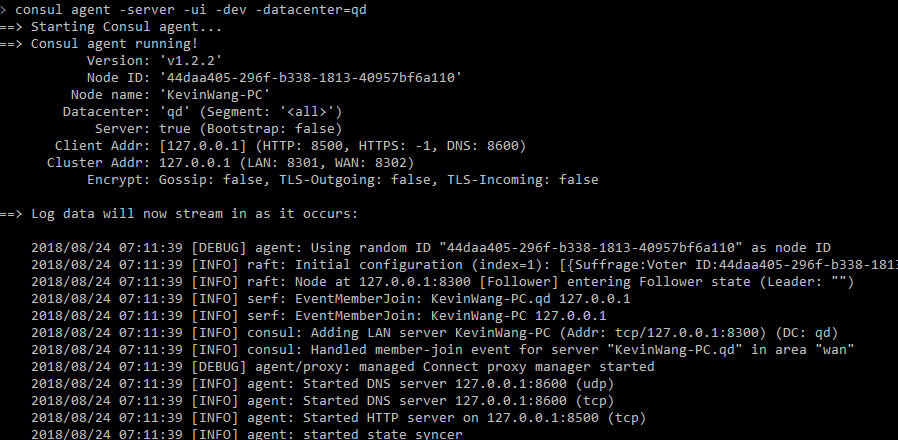 > consul agent -server -ui -dev -datacenter=qd
==> Starting Consul agent...
==> Consul agent running!
Version: 'v1.2.2'
Node ID: '44daa405-296f-b338-1813-40957bf6a110'
Node name: 'KevinWang-PC'
Datacenter: 'qd' (Segment: '<all>')
Server: true (Bootstrap: false)
Client Addr: [127.0.0.1] (HTTP: 8500, HTTPS: -1, DNS: 8600)
Cluster Addr: 127.0.0.1 (LAN: 8301, WAN: 8302)
Encrypt: Gossip: false, TLS-Outgoing: false, TLS-Incoming: false
==> Log data will now stream in as it occurs:
2018/08/24 07:11:39 [DEBUG] agent: Using random ID "44daa405-296f-b338-1813-40957bf6a110" as node ID
2018/08/24 07:11:39 [INFO] raft: Initial configuration (index=1): [{Suffrage:Voter ID:44daa405-296f-b338-1813
2018/08/24 07:11:39 [INFO] raft: Node at 127.0.0.1:8300 [Follower] entering Follower state (Leader: "")
2018/08/24 07:11:39 [INFO] serf: EventMemberJoin: KevinWang-PC.qd 127.0.0.1
2018/08/24 07:11:39 [INFO] serf: EventMemberJoin: KevinWang-PC 127.0.0.1
2018/08/24 07:11:39 [INFO] consul: Adding LAN server KevinWang-PC (Addr: tcp/127.0.0.1:8300) (DC: qd)
2018/08/24 07:11:39 [INFO] consul: Handled member-join event for server "KevinWang-PC.qd" in area "wan"
2018/08/24 07:11:39 [DEBUG] agent/proxy: managed Connect proxy manager started
2018/08/24 07:11:39 [INFO] agent: Started DNS server 127.0.0.1:8600 (udp)
2018/08/24 07:11:39 [INFO] agent: Started DNS server 127.0.0.1:8600 (tcp)
2018/08/24 07:11:39 [INFO] agent: Started HTTP server on 127.0.0.1:8500 (tcp)
2018/08/24 07:11:39 [INFO] agent: started state syncer